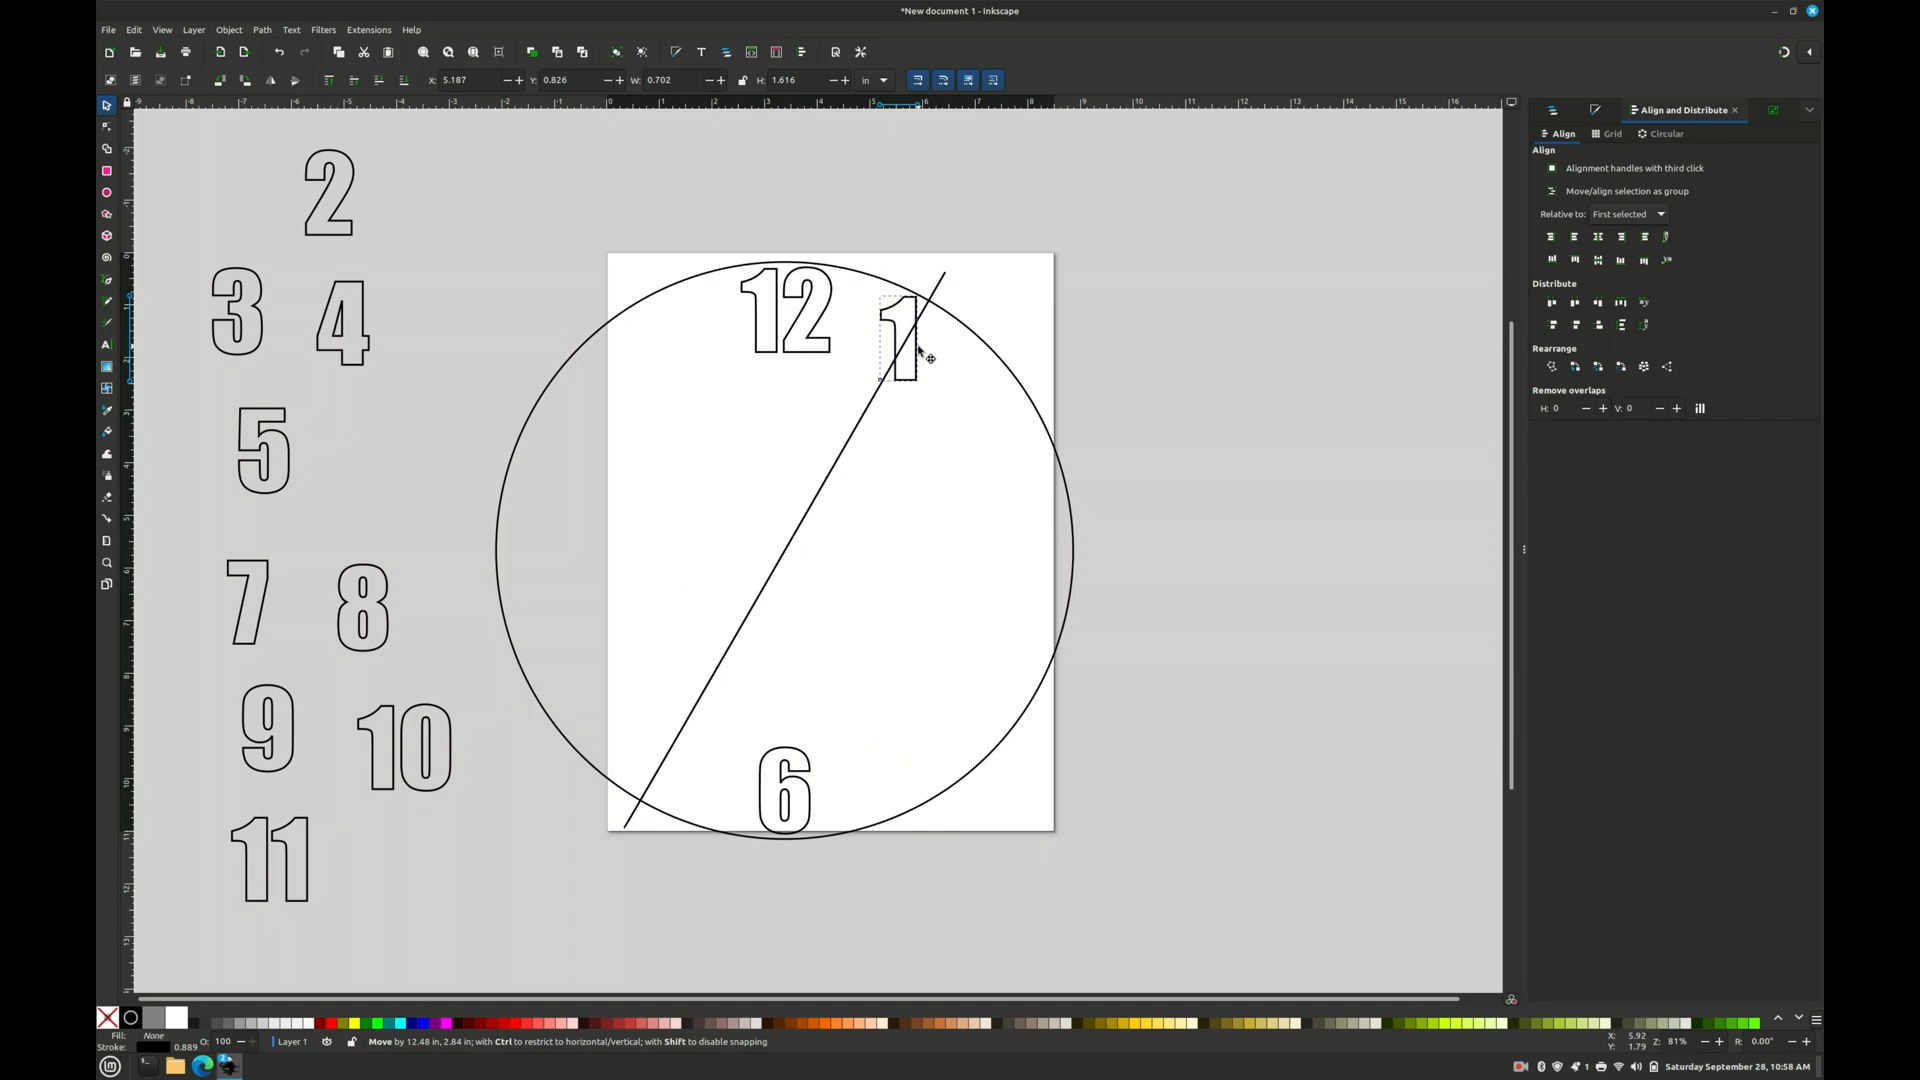 *New document 1 - Inkscape
File Edit View Layer Object Path Filters Text Extensions Help
X: 5.187 Y: 0.826 W: 0.702 H: 1.616 in
Align and Distribute
Align Grid Circular
Align
Alignment handles with third click
Move/align selection as group
Relative to: First selected
Distribute
Rearrange
Remove overlaps
H: 0 V: 0
2
3 4
5
7 8
9 10
11
12 1
6
Fill: None
Stroke: 0.889 O: 100 Layer 1 Move by 12.48 in, 2.84 in; with Ctrl to restrict to horizontal/vertical; with Shift to disable snapping
X: 5.92
Y: 1.79
Z: 81% R: 0.00°
Saturday September 28, 10:58 AM